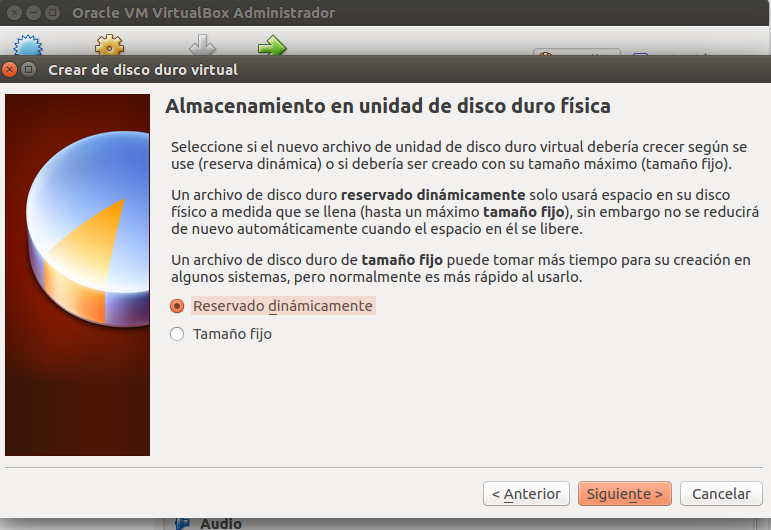 Oracle VM VirtualBox Administrador
Crear de disco duro virtual
Almacenamiento en unidad de disco duro física
Seleccione si el nuevo archivo de unidad de disco duro virtual debería crecer según se
use (reserva dinámica) o si debería ser creado con su tamaño máximo (tamaño fijo).
Un archivo de disco duro reservado dinámicamente solo usará espacio en su disco
físico a medida que se llena (hasta un máximo tamaño fijo), sin embargo no se reducirá
de nuevo automáticamente cuando el espacio en él se libere.
Un archivo de disco duro de tamaño fijo puede tomar más tiempo para su creación en
algunos sistemas, pero normalmente es más rápido al usarlo.
Reservado dinámicamente
Tamaño fijo
< Anterior
Siguiente >
Cancelar
Audio